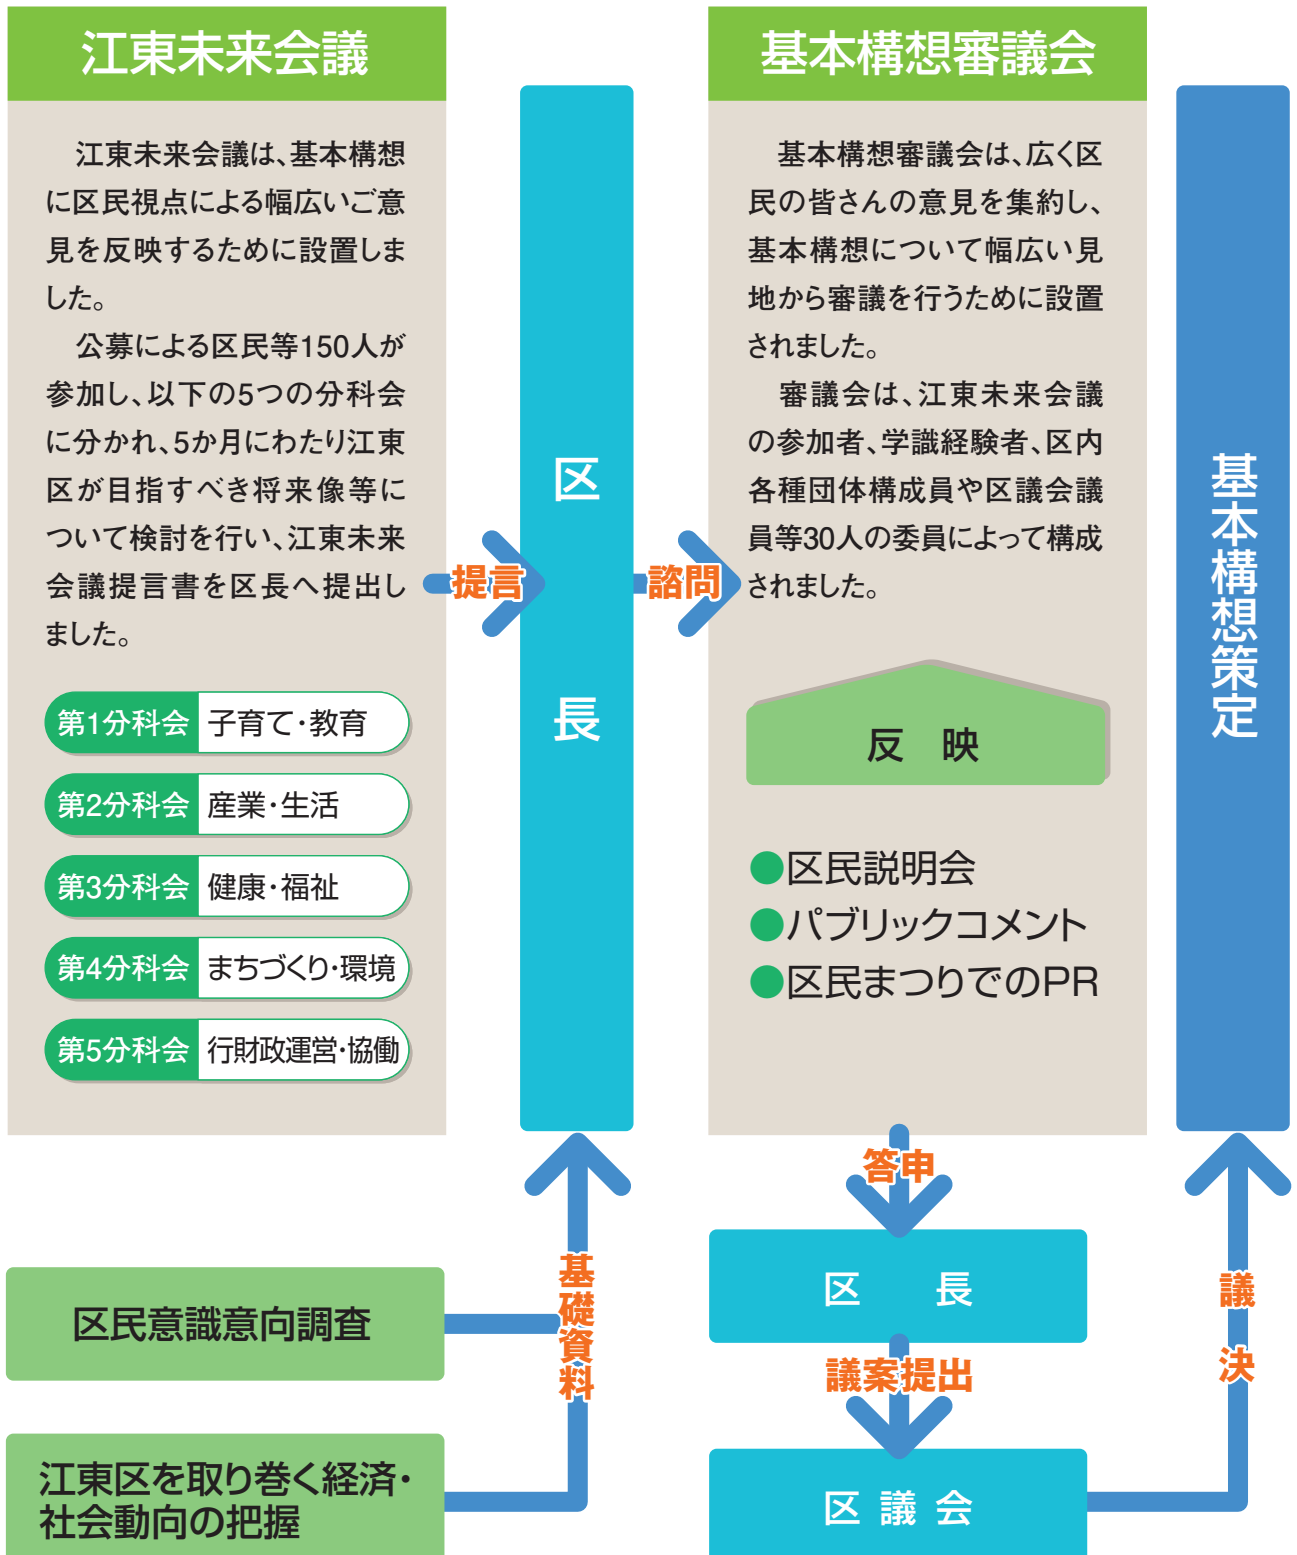 江東未来会議
江東未来会議は、基本構想
に区民視点による幅広いご意
見を反映するために設置しま
した。
公募による区民等150人が
参加し、以下の5つの分科会
に分かれ、5か月にわたり江東
区が目指すべき将来像等に
ついて検討を行い、江東未来
会議提言書を区長へ提出し
ました。
第1分科会 子育て・教育
第2分科会 産業・生活
第3分科会 健康・福祉
第4分科会 まちづくり・環境
第5分科会 行財政運営・協働
提言
区長
諮問
基本構想審議会
基本構想審議会は、広く区
民の皆さんの意見を集約し、
基本構想について幅広い見
地から審議を行うために設置
されました。
審議会は、江東未来会議
の参加者、学識経験者、区内
各種団体構成員や区議会議
員等30人の委員によって構成
されました。
反映
●区民説明会
●パブリックコメント
●区民まつりでのPR
基本構想策定
区民意識意向調査
江東区を取り巻く経済・
社会動向の把握
基礎資料
答申
区長
議案提出
区議会
議決